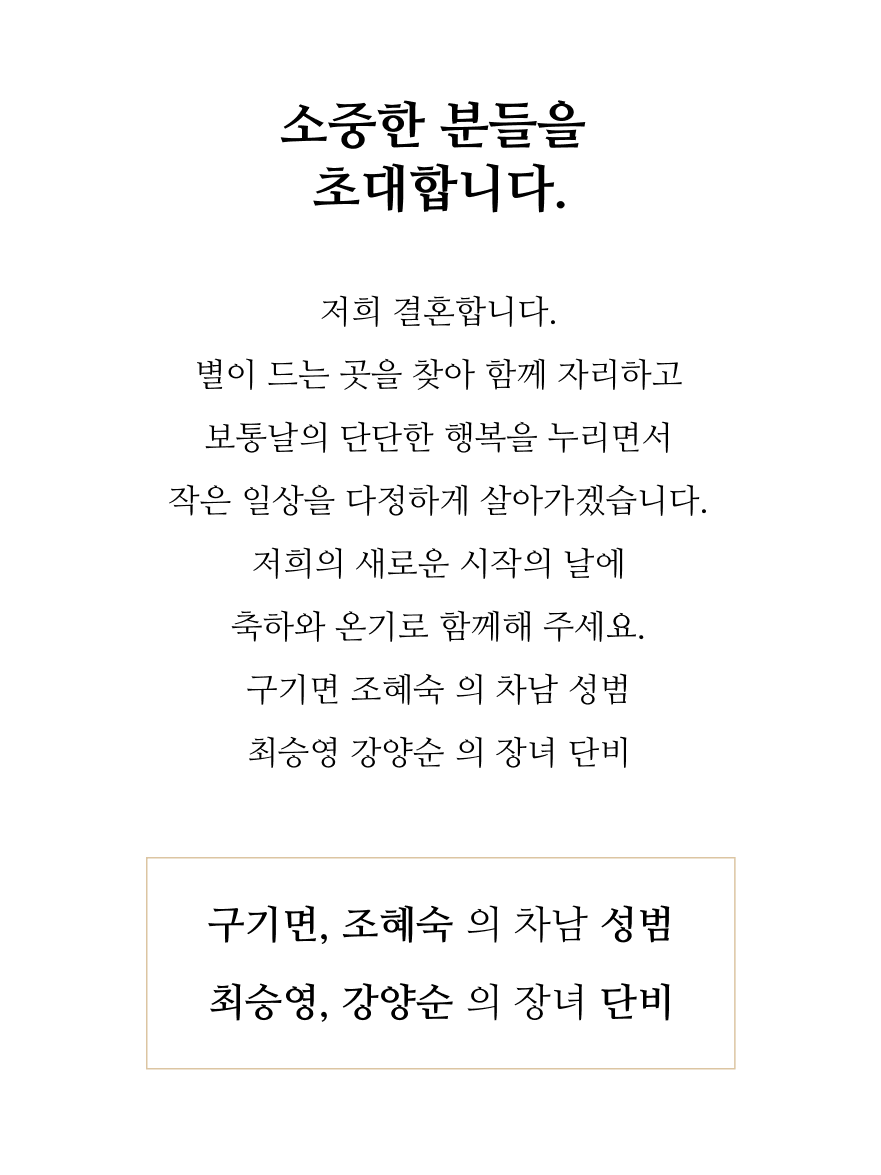 소중한 분들을
초대합니다.
저희 결혼합니다.
별이 드는 곳을 찾아 함께 자리하고
보통날의 단단한 행복을 누리면서
작은 일상을 다정하게 살아가겠습니다.
저희의 새로운 시작의 날에
축하와 온기로 함께해 주세요.
구기면 조혜숙 의 차남 성범
최승영 강양순 의 장녀 단비
구기면, 조혜숙 의 차남 성범
최승영, 강양순 의 장녀 단비